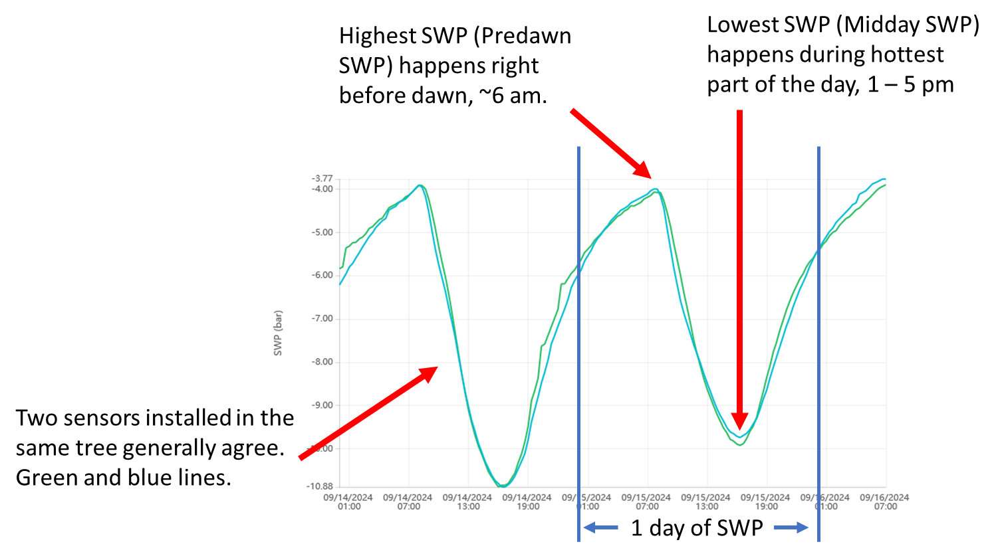 Highest SWP (Predawn
SWP) happens right
before dawn, ~6 am.
Lowest SWP (Midday SWP)
happens during hottest
part of the day, 1 – 5 pm
-3.77
-4.00
-5.00
-6.00
-7.00
-8.00
-9.00
.00
-10.88
SWP (bar)
Two sensors installed in the
same tree generally agree.
Green and blue lines.
09/14/2024 09/14/2024 09/14/2024 09/14/2024 09/15/2024 09/15/2024 09/15/2024 09/15/2024 09/16/2024 09/16/2024
01:00 07:00 13:00 19:00 01:00 07:00 13:00 19:00 01:00 07:00
1 day of SWP